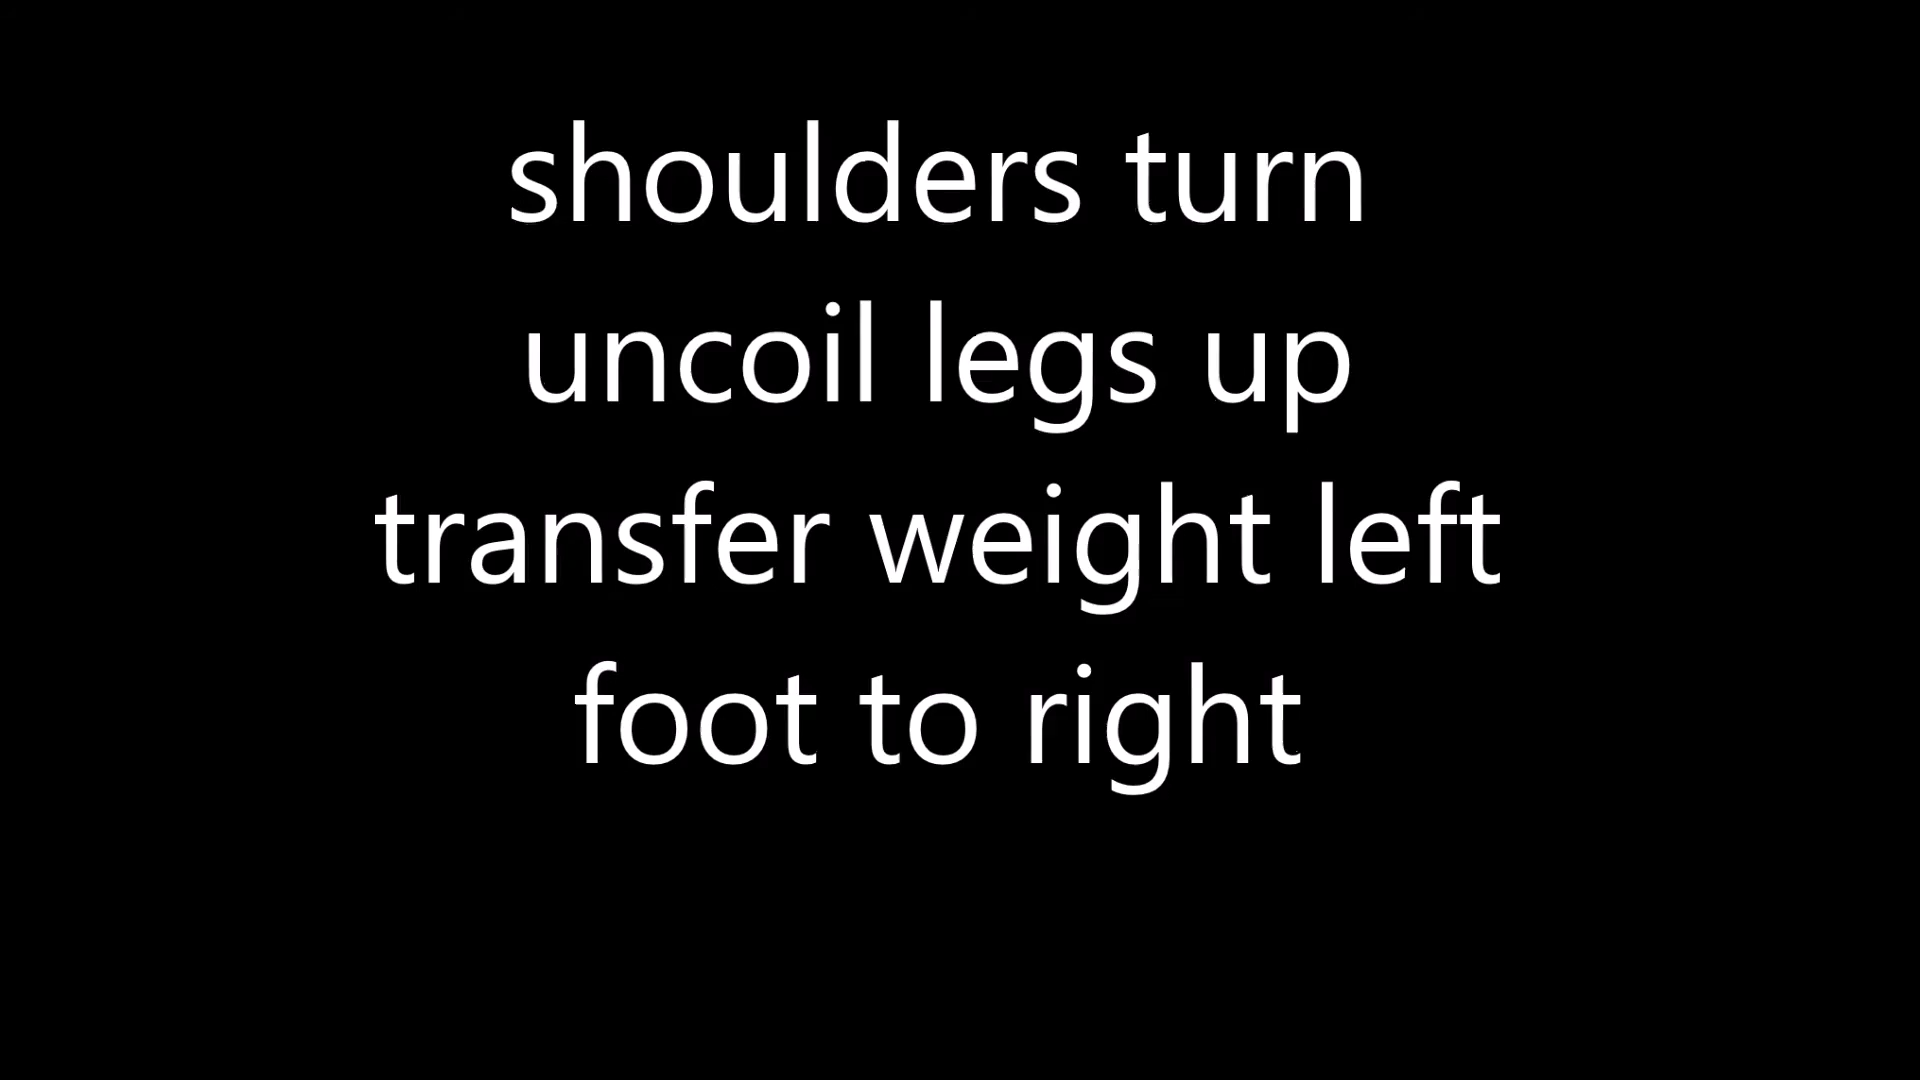 shoulders turn
uncoil legs up
transfer weight left
foot to right